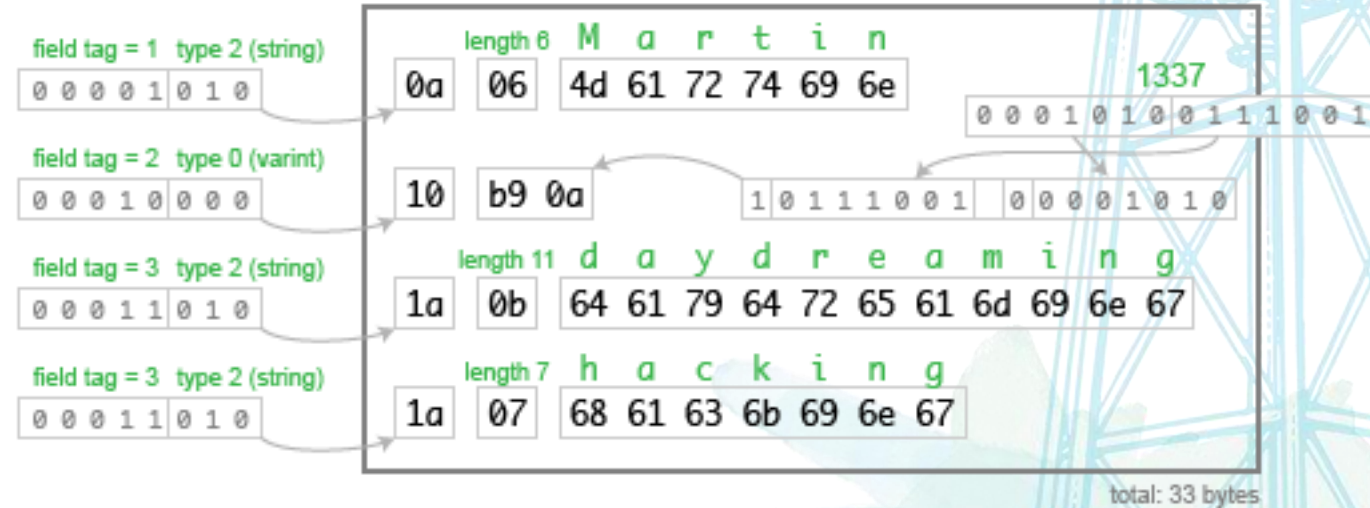 field tag = 1 type 2 (string)
0 0 0 0 1 0 1 0
length 6 M a r t i n
0a 06 4d 61 72 74 69 6e
1337
0 0 0 1 0 1 0 0 1 1 1 0 0 1
field tag = 2 type 0 (varint)
0 0 0 1 0 0 0 0
10 b9 0a
1 0 1 1 1 0 0 1 0 0 0 0 1 0 1 0
field tag = 3 type 2 (string)
0 0 0 1 1 0 1 0
length 11 d a y d r e a m i n g
1a 0b 64 61 79 64 72 65 61 6d 69 6e 67
field tag = 3 type 2 (string)
0 0 0 1 1 0 1 0
length 7 h a c k i n g
1a 07 68 61 63 6b 69 6e 67
total: 33 bytes